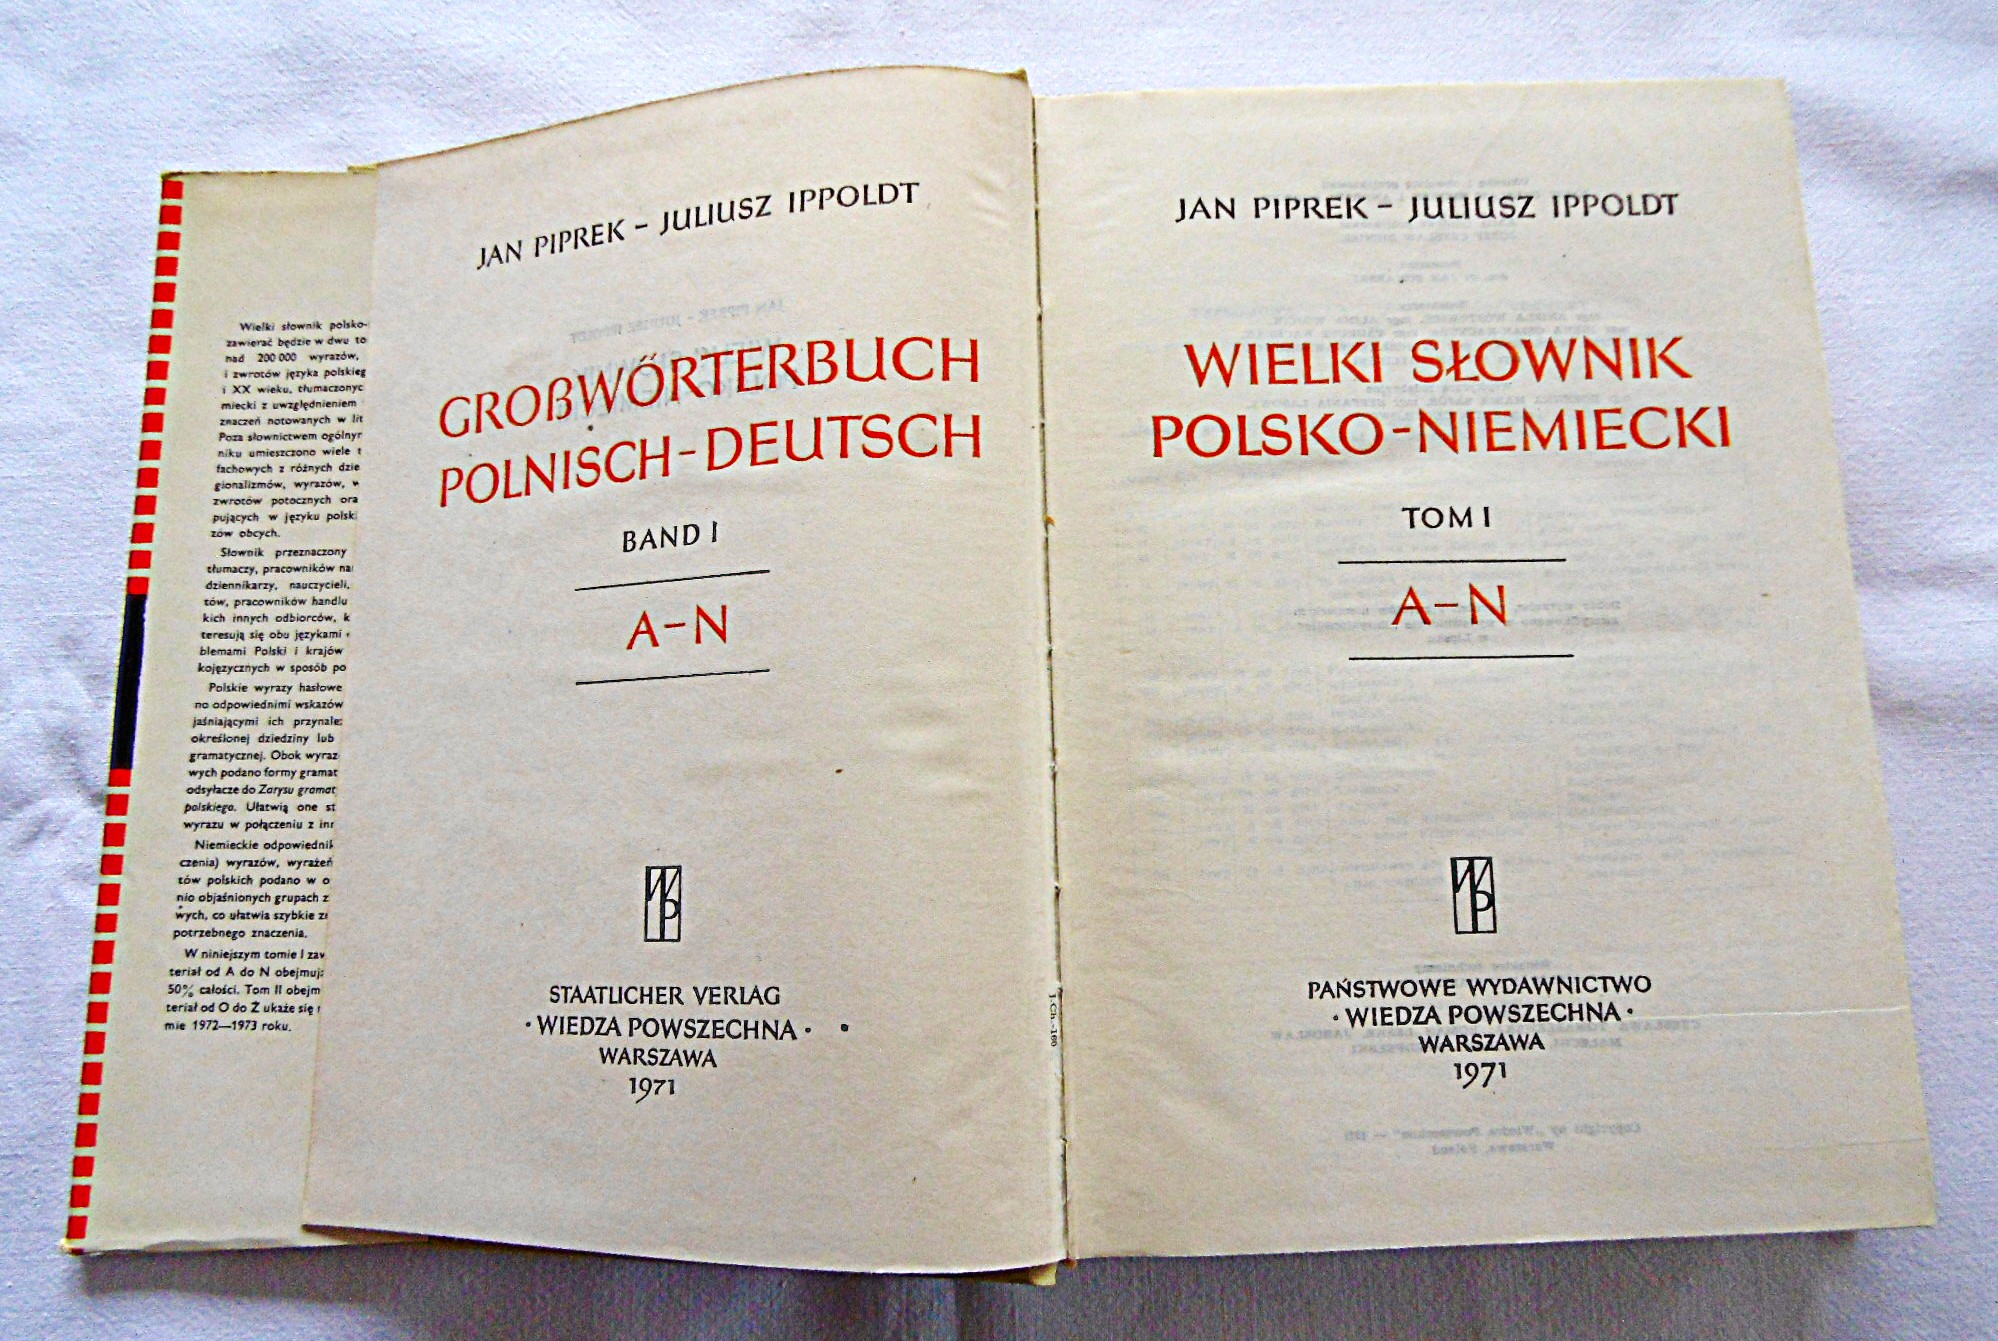 Wielki słownik polsko-
zawierać będzie w dwu to
nad 200 000 wyrazów,
i zwrotów języka polskieg
i XX wieku, tłumaczonyc
miecki z uwzględnieniem
znaczeń notowanych w lit
Poza słownictwem ogólnyr
niku umieszczono wiele t
fachowych z różnych dzie
gionalizmów, wyrazów, w
zwrotów potocznych ora
pujących w języku polsk
zów obcych.
Słownik przeznaczony
tłumaczy, pracowników na
dziennikarzy, nauczycieli,
tów, pracowników handlu
kich innych odbiorców, k
teresują się obu językami
blemami Polski i krajów
kojęzycznych w sposób po
Polskie wyrazy hasłowe
no odpowiednimi wskazów
jaśniającymi ich przynale
określonej dziedziny lub
gramatycznej. Obok wyraz
wych podano formy gramat
odsyłacze do Zarysu gramat
polskiego. Ułatwią one st
wyrazu w połączeniu z inr
Niemieckie odpowiednik
czenia) wyrazów, wyrażeń
tów polskich podano w o
nio objaśnionych grupach z
wych, co ułatwia szybkie zn
potrzebnego znaczenia.
W niniejszym tomie I zaw
teriał od A do N obejmuj
50% całości. Tom II obejm
teriał od O do Ż ukaże się
mie 1972—1973 roku.
JAN PIPREK – JULIUSZ IPPOLDT
GROßWÖRTERBUCH
POLNISCH-DEUTSCH
BAND I
A–N
WP
STAATLICHER VERLAG
• WIEDZA POWSZECHNA •
WARSZAWA
1971
JAN PIPREK – JULIUSZ IPPOLDT
WIELKI SŁOWNIK
POLSKO-NIEMIECKI
TOM I
A–N
WP
PAŃSTWOWE WYDAWNICTWO
• WIEDZA POWSZECHNA •
WARSZAWA
1971